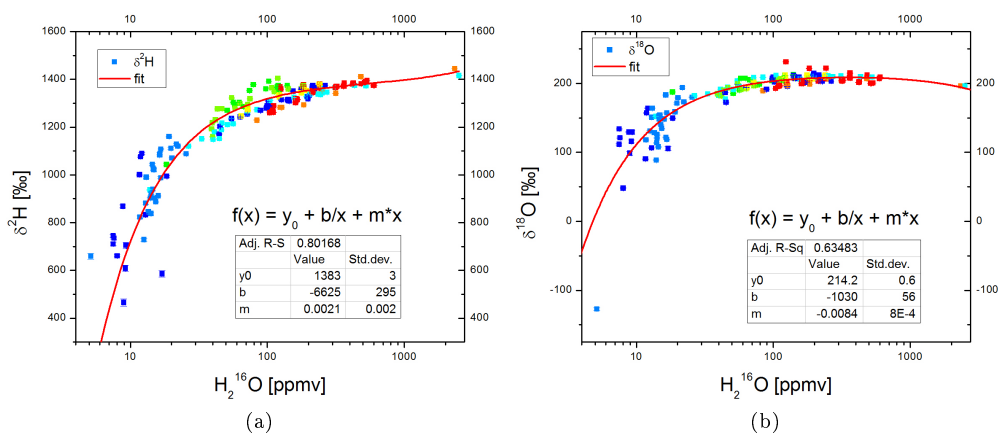 10 100 1000
1600 1600
δ²H
fit
1400 1400
1200 1200
1000 1000
800 800
600 600
400 400
δ²H [‰]
f(x) = y₀ + b/x + m*x
Adj. R-S 0.80168
Value Std.dev.
y0 1383 3
b -6625 295
m 0.0021 0.002
10 100 1000
H₂¹⁶O [ppmv]
(a)
10 100 1000
δ¹⁸O
fit
200 200
100 100
0 0
-100 -100
δ¹⁸O [‰]
f(x) = y₀ + b/x + m*x
Adj. R-Sq 0.63483
Value Std.dev.
y0 214.2 0.6
b -1030 56
m -0.0084 8E-4
10 100 1000
H₂¹⁶O [ppmv]
(b)